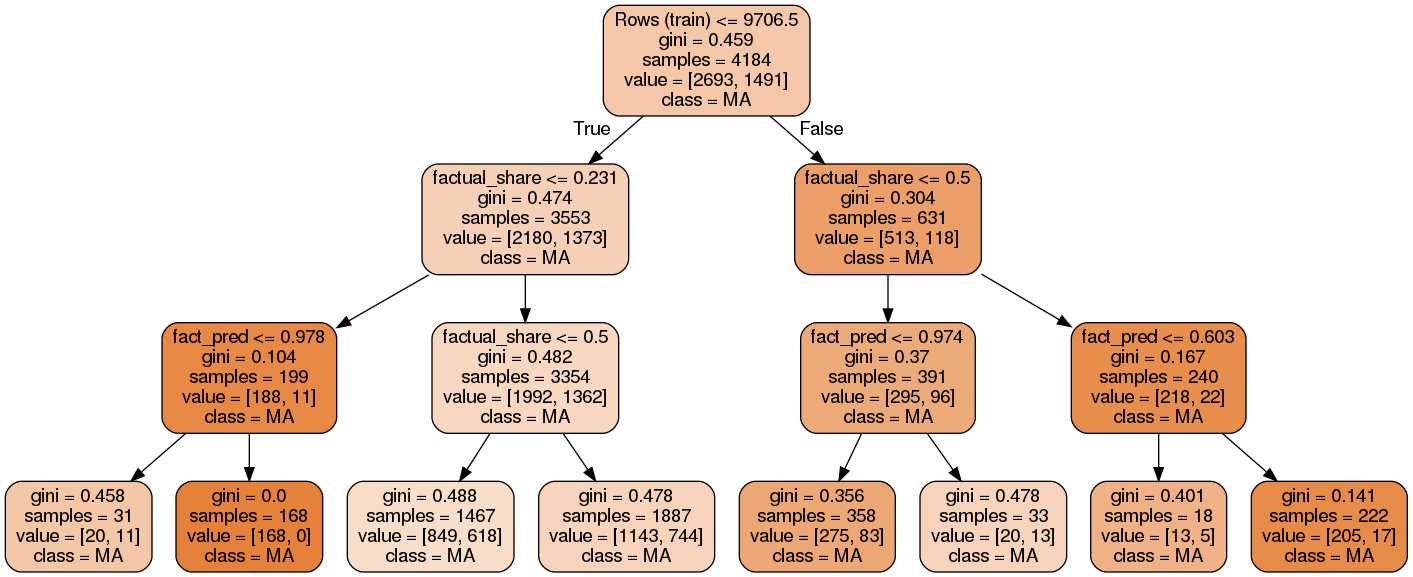 Rows (train) <= 9706.5
gini = 0.459
samples = 4184
value = [2693, 1491]
class = MA
True
False
factual_share <= 0.231
gini = 0.474
samples = 3553
value = [2180, 1373]
class = MA
factual_share <= 0.5
gini = 0.304
samples = 631
value = [513, 118]
class = MA
fact_pred <= 0.978
gini = 0.104
samples = 199
value = [188, 11]
class = MA
factual_share <= 0.5
gini = 0.482
samples = 3354
value = [1992, 1362]
class = MA
fact_pred <= 0.974
gini = 0.37
samples = 391
value = [295, 96]
class = MA
fact_pred <= 0.603
gini = 0.167
samples = 240
value = [218, 22]
class = MA
gini = 0.458
samples = 31
value = [20, 11]
class = MA
gini = 0.0
samples = 168
value = [168, 0]
class = MA
gini = 0.488
samples = 1467
value = [849, 618]
class = MA
gini = 0.478
samples = 1887
value = [1143, 744]
class = MA
gini = 0.356
samples = 358
value = [275, 83]
class = MA
gini = 0.478
samples = 33
value = [20, 13]
class = MA
gini = 0.401
samples = 18
value = [13, 5]
class = MA
gini = 0.141
samples = 222
value = [205, 17]
class = MA